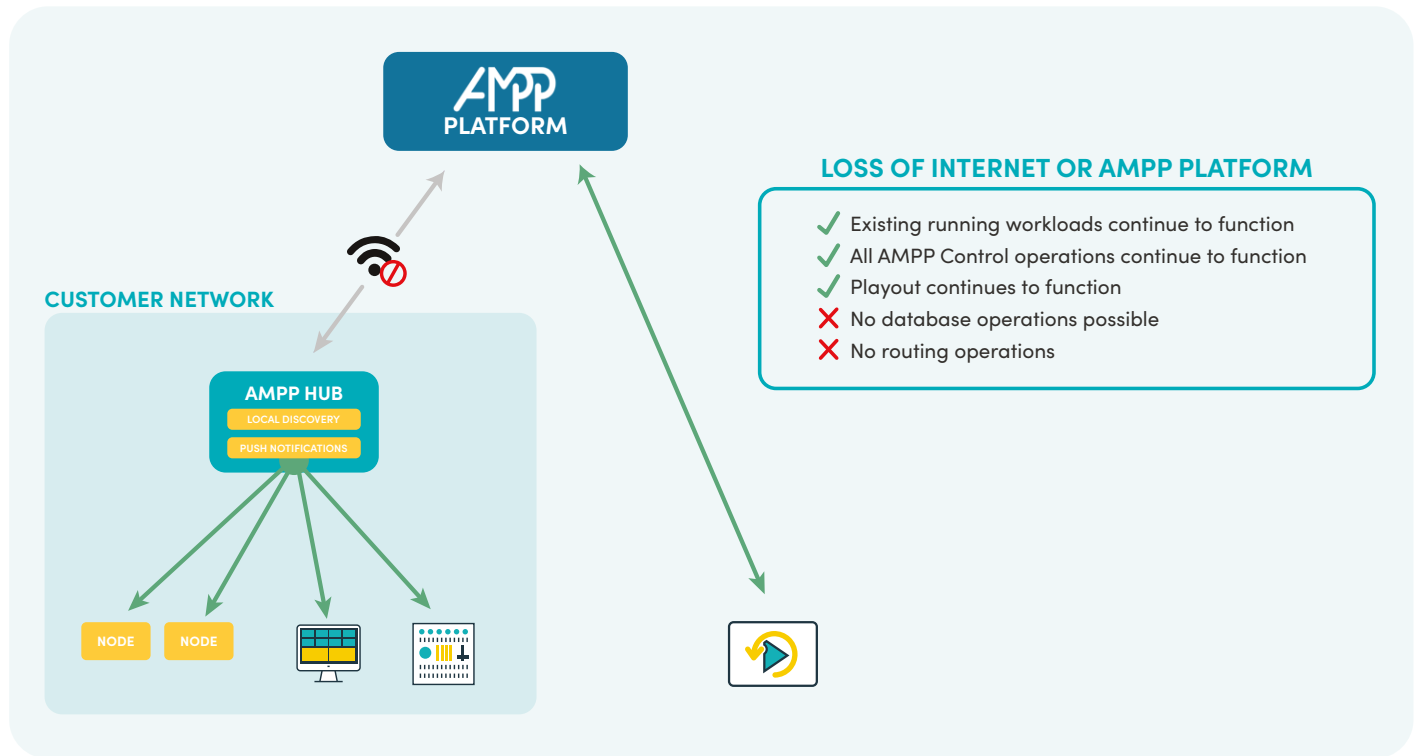 AMPP
PLATFORM
LOSS OF INTERNET OR AMPP PLATFORM
Existing running workloads continue to function
All AMPP Control operations continue to function
Playout continues to function
No database operations possible
No routing operations
CUSTOMER NETWORK
AMPP HUB
LOCAL DISCOVERY
PUSH NOTIFICATIONS
NODE
NODE